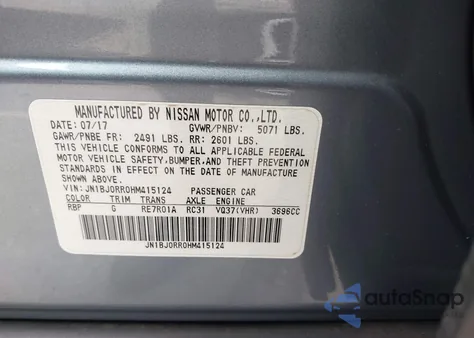 MANUFACTURED BY NISSAN MOTOR CO.,LTD.
DATE: 07/17 GVWR/PNBV: 5071 LBS.
GAWR/PNBE FR: 2491 LBS. RR: 2601 LBS.
THIS VEHICLE CONFORMS TO ALL APPLICABLE FEDERAL
MOTOR VEHICLE SAFETY,BUMPER,AND THEFT PREVENTION
STANDARDS IN EFFECT ON THE DATE OF MANUFACTURE
SHOWN ABOVE.
VIN: JN1BJ0RR0HM415124 PASSENGER CAR
COLOR TRIM TRANS AXLE ENGINE
RBP G RE7R01A RC31 VQ37(VHR) 3696CC
JN1BJ0RR0HM415124
autoSnap